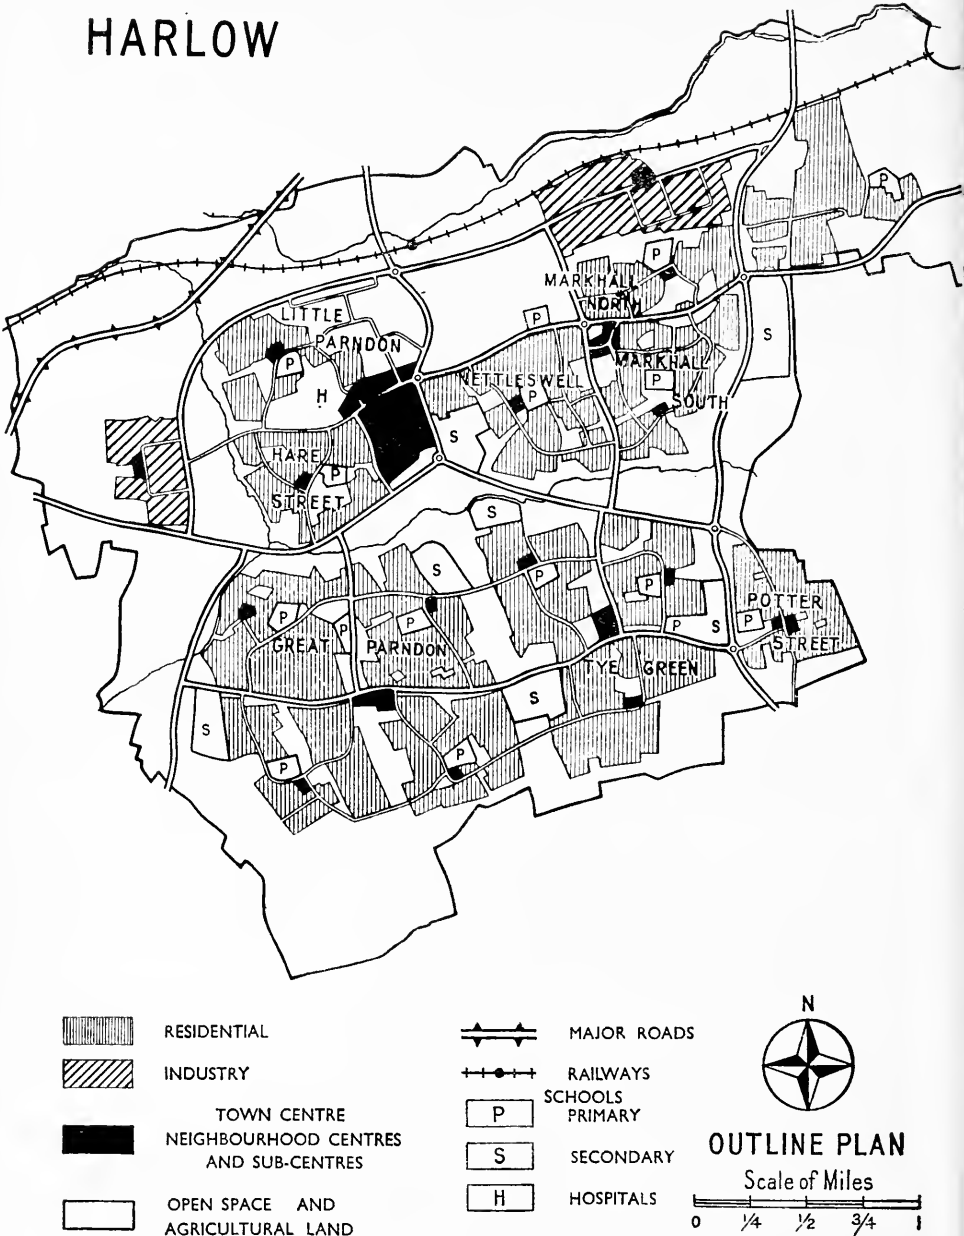 HARLOW
P
MARKHALL
NORTH
P
LITTLE
PARNDON
P
S
MARKHALL
P
NETTLESWELL
P
H
P
SOUTH
S
HARE
P
STREET
S
S
P
P
POTTER
P
P
P
P
S
P
STREET
GREAT
PARNDON
TYE
GREEN
S
S
P
P
RESIDENTIAL
INDUSTRY
TOWN CENTRE
NEIGHBOURHOOD CENTRES
AND SUB-CENTRES
OPEN SPACE AND
AGRICULTURAL LAND
MAJOR ROADS
RAILWAYS
SCHOOLS
P PRIMARY
S SECONDARY
H HOSPITALS
N
OUTLINE PLAN
Scale of Miles
0 1/4 1/2 3/4 1